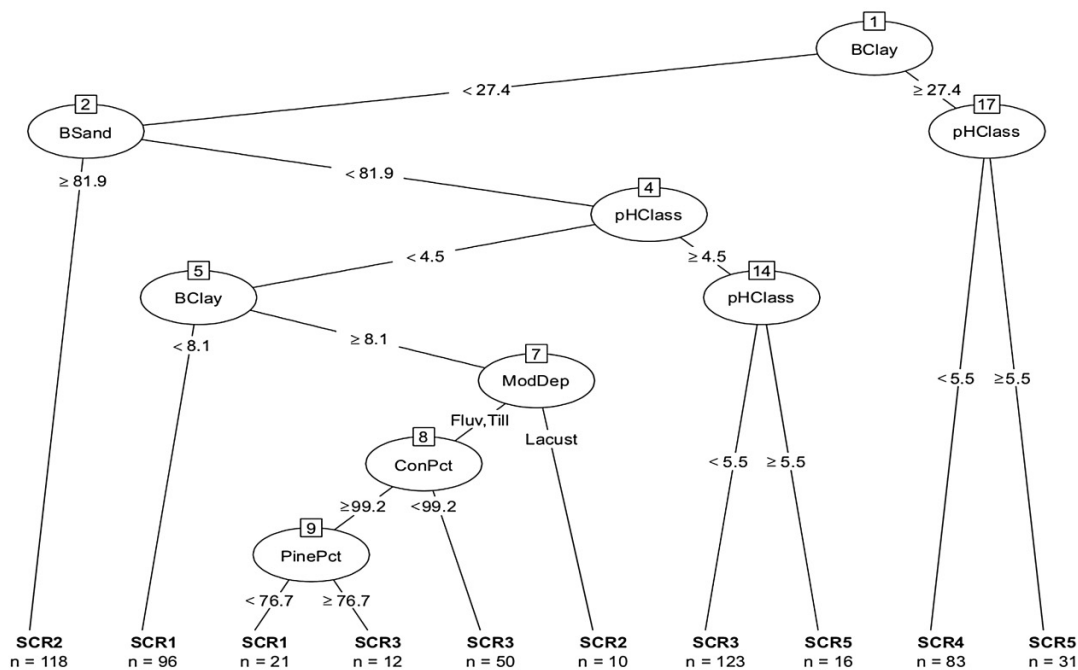 1
BClay
< 27.4
≥ 27.4
2
BSand
17
pHClass
≥ 81.9
< 81.9
4
pHClass
< 4.5
≥ 4.5
5
BClay
14
pHClass
< 8.1
≥ 8.1
7
ModDep
< 5.5
≥5.5
Fluv,Till
Lacust
8
ConPct
< 5.5
≥ 5.5
≥99.2
<99.2
9
PinePct
< 76.7
≥ 76.7
SCR2 SCR1 SCR1 SCR3 SCR3 SCR2 SCR3 SCR5 SCR4 SCR5
n = 118 n = 96 n = 21 n = 12 n = 50 n = 10 n = 123 n = 16 n = 83 n = 31